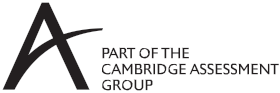 PART OF THE
CAMBRIDGE ASSESSMENT
GROUP